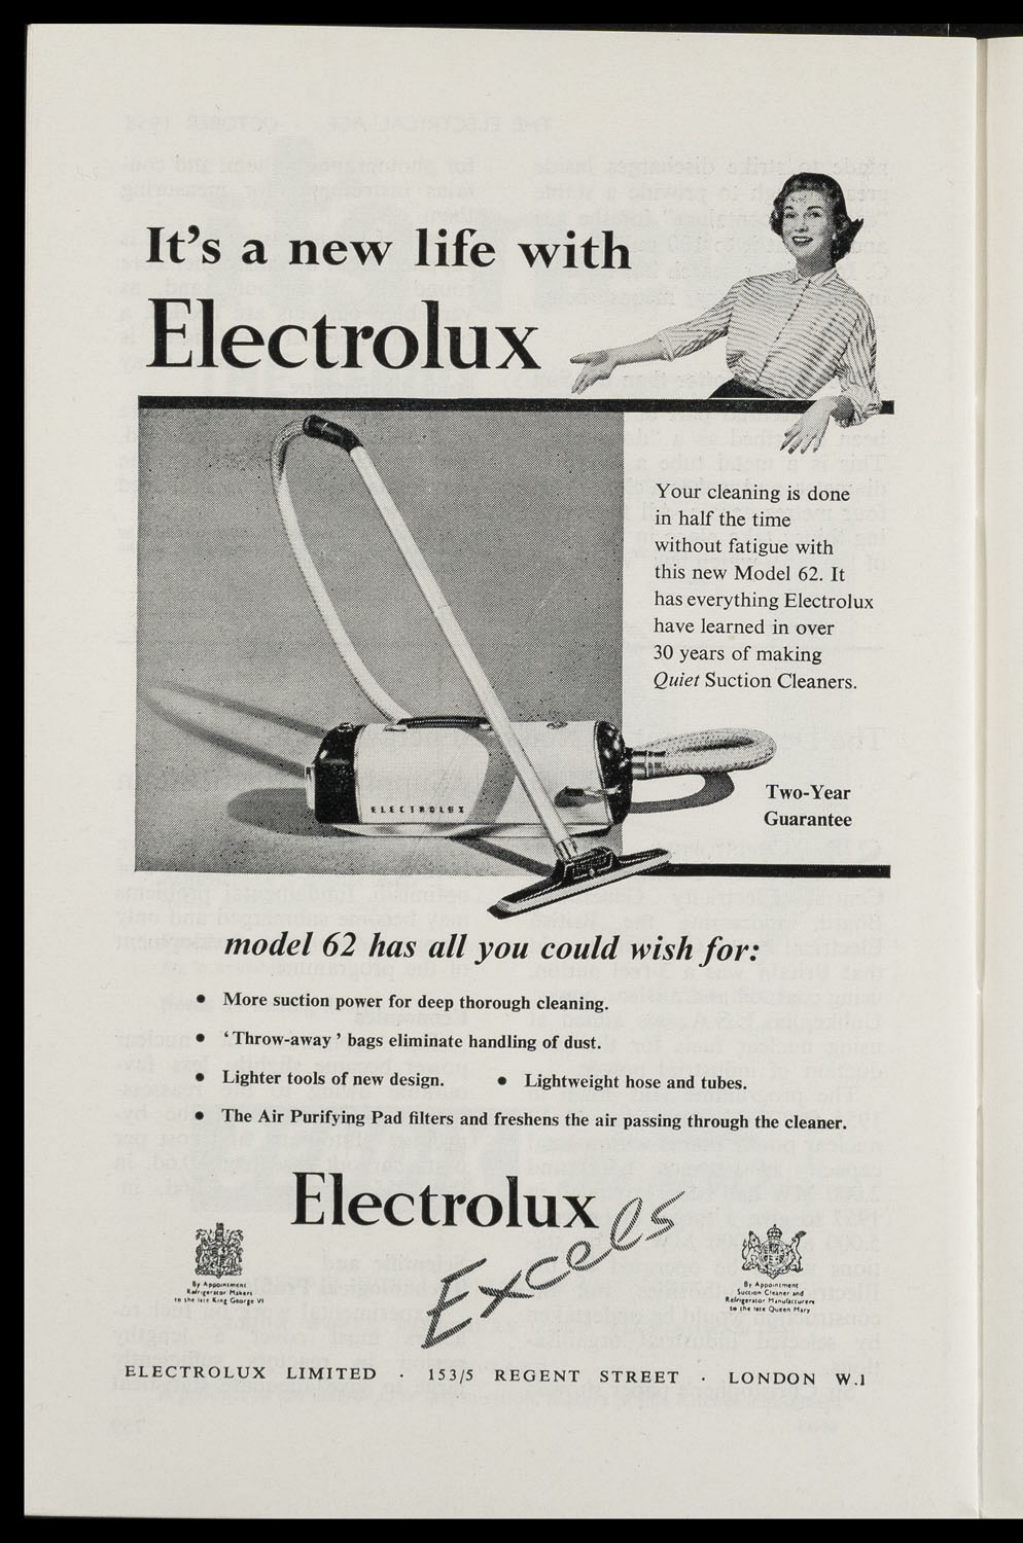 It's a new life with
Electrolux
Your cleaning is done
in half the time
without fatigue with
this new Model 62. It
has everything Electrolux
have learned in over
30 years of making
Quiet Suction Cleaners.
ELECTROLUX
Two-Year
Guarantee
model 62 has all you could wish for:
• More suction power for deep thorough cleaning.
• ‘Throw-away’ bags eliminate handling of dust.
• Lighter tools of new design. • Lightweight hose and tubes.
• The Air Purifying Pad filters and freshens the air passing through the cleaner.
Electrolux
Excels
By Appointment
Refrigerator Makers
to the late King George VI
By Appointment
Suction Cleaner and
Refrigerator Manufacturers
to the late Queen Mary
ELECTROLUX LIMITED · 153/5 REGENT STREET · LONDON W.1